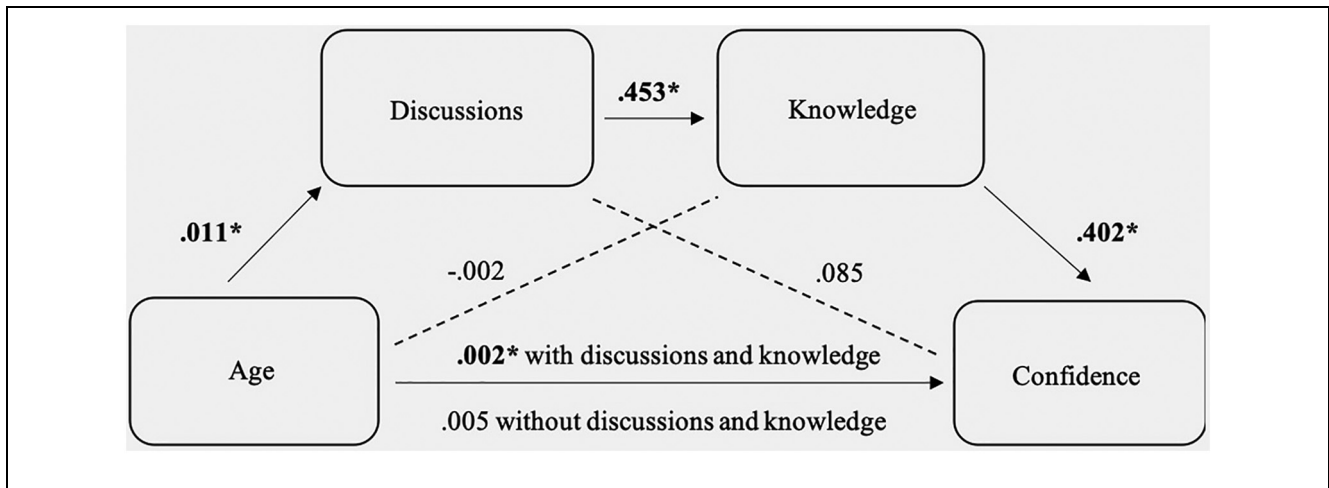 Discussions
.453*
Knowledge
.011*
-.002
.085
.402*
Age
.002* with discussions and knowledge
.005 without discussions and knowledge
Confidence